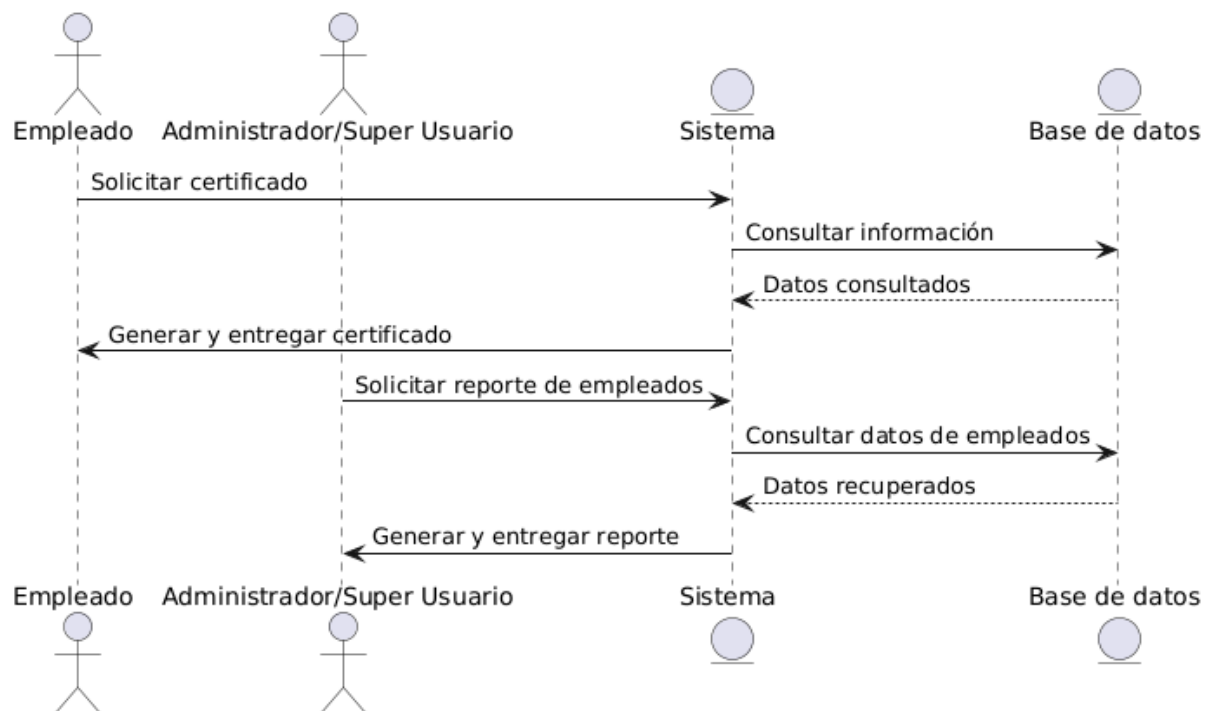 Empleado
Administrador/Super Usuario
Sistema
Base de datos
Solicitar certificado
Consultar información
Datos consultados
Generar y entregar certificado
Solicitar reporte de empleados
Consultar datos de empleados
Datos recuperados
Generar y entregar reporte
Empleado
Administrador/Super Usuario
Sistema
Base de datos